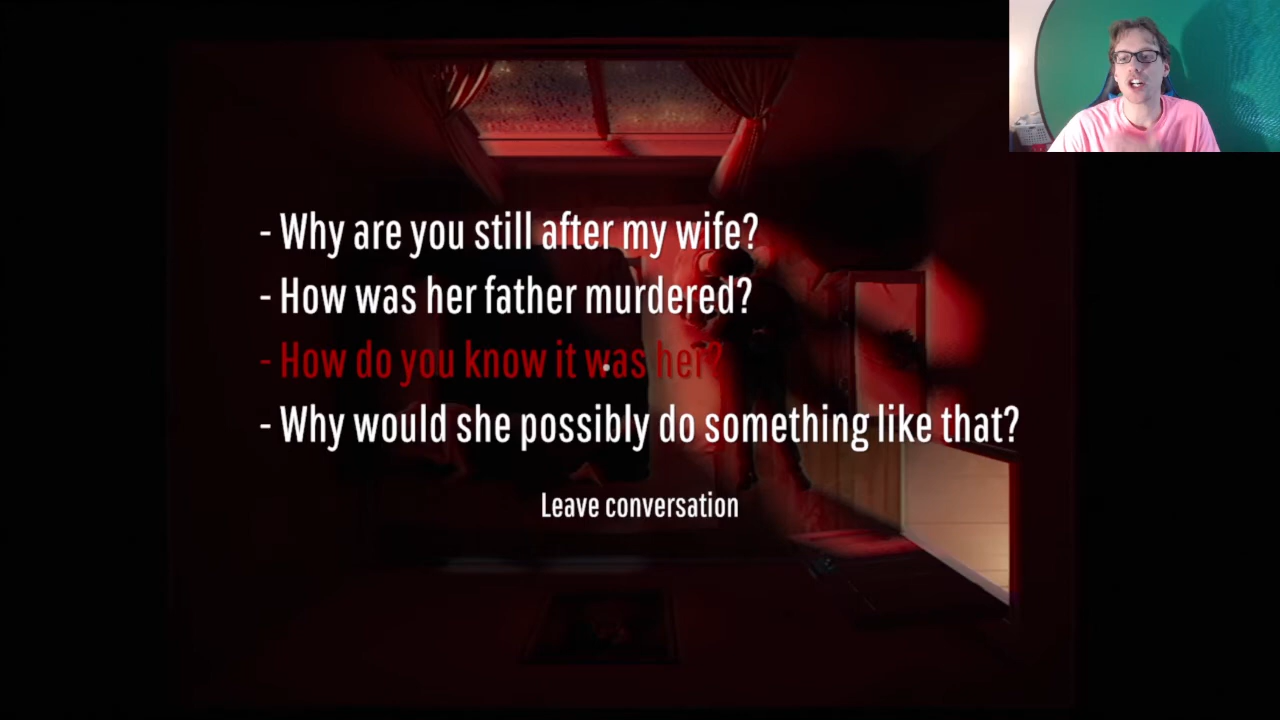 - Why are you still after my wife?
- How was her father murdered?
- How do you know it was her?
- Why would she possibly do something like that?
Leave conversation